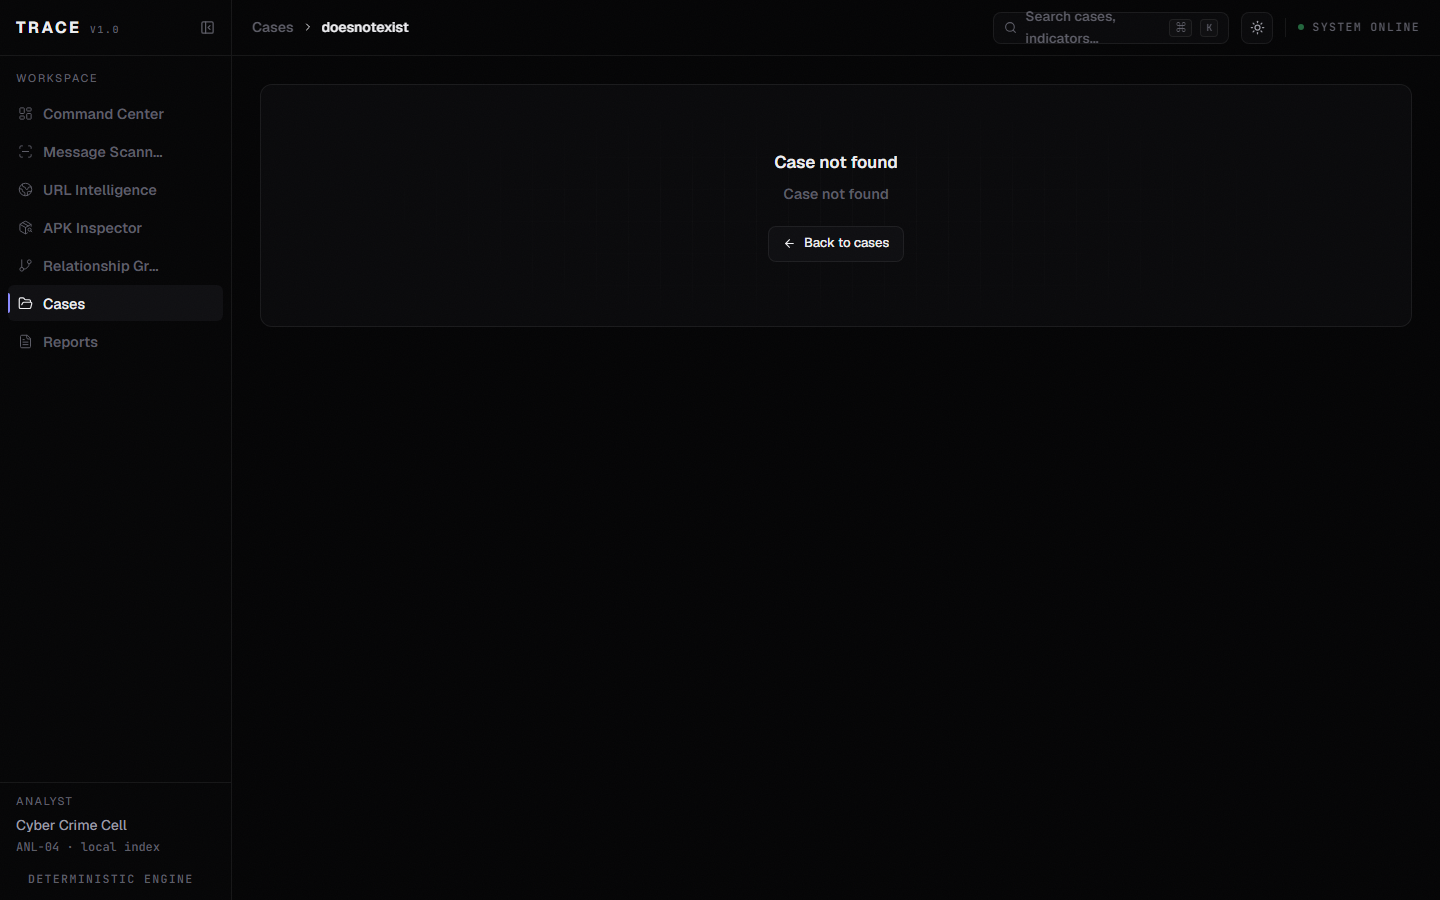 TRACE V1.0
WORKSPACE
Command Center
Message Scann...
URL Intelligence
APK Inspector
Relationship Gr...
Cases
Reports
ANALYST
Cyber Crime Cell
ANL-04 · local index
DETERMINISTIC ENGINE
Cases > doesnotexist
Search cases,
indicators...
⌘ K
SYSTEM ONLINE
Case not found
Case not found
← Back to cases